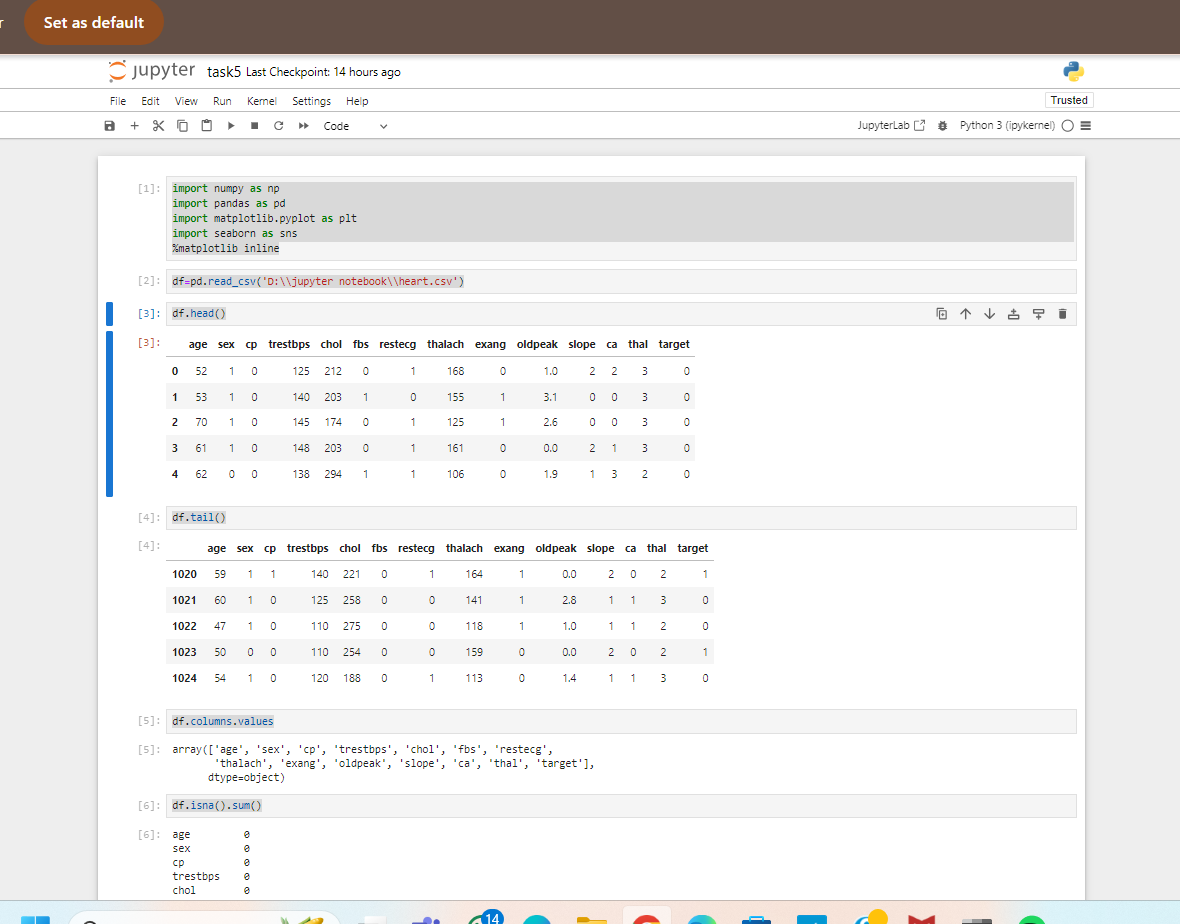 r Set as default
jupyter task5 Last Checkpoint: 14 hours ago
File Edit View Run Kernel Settings Help
Trusted
Code
JupyterLab Python 3 (ipykernel)
[1]: import numpy as np
import pandas as pd
import matplotlib.pyplot as plt
import seaborn as sns
%matplotlib inline
[2]: df=pd.read_csv('D:\\jupyter notebook\\heart.csv')
[3]: df.head()
[3]: age sex cp trestbps chol fbs restecg thalach exang oldpeak slope ca thal target
0 52 1 0 125 212 0 1 168 0 1.0 2 2 3 0
1 53 1 0 140 203 1 0 155 1 3.1 0 0 3 0
2 70 1 0 145 174 0 1 125 1 2.6 0 0 3 0
3 61 1 0 148 203 0 1 161 0 0.0 2 1 3 0
4 62 0 0 138 294 1 1 106 0 1.9 1 3 2 0
[4]: df.tail()
[4]: age sex cp trestbps chol fbs restecg thalach exang oldpeak slope ca thal target
1020 59 1 1 140 221 0 1 164 1 0.0 2 0 2 1
1021 60 1 0 125 258 0 0 141 1 2.8 1 1 3 0
1022 47 1 0 110 275 0 0 118 1 1.0 1 1 2 0
1023 50 0 0 110 254 0 0 159 0 0.0 2 0 2 1
1024 54 1 0 120 188 0 1 113 0 1.4 1 1 3 0
[5]: df.columns.values
[5]: array(['age', 'sex', 'cp', 'trestbps', 'chol', 'fbs', 'restecg',
'thalach', 'exang', 'oldpeak', 'slope', 'ca', 'thal', 'target'],
dtype=object)
[6]: df.isna().sum()
[6]: age 0
sex 0
cp 0
trestbps 0
chol 0
14